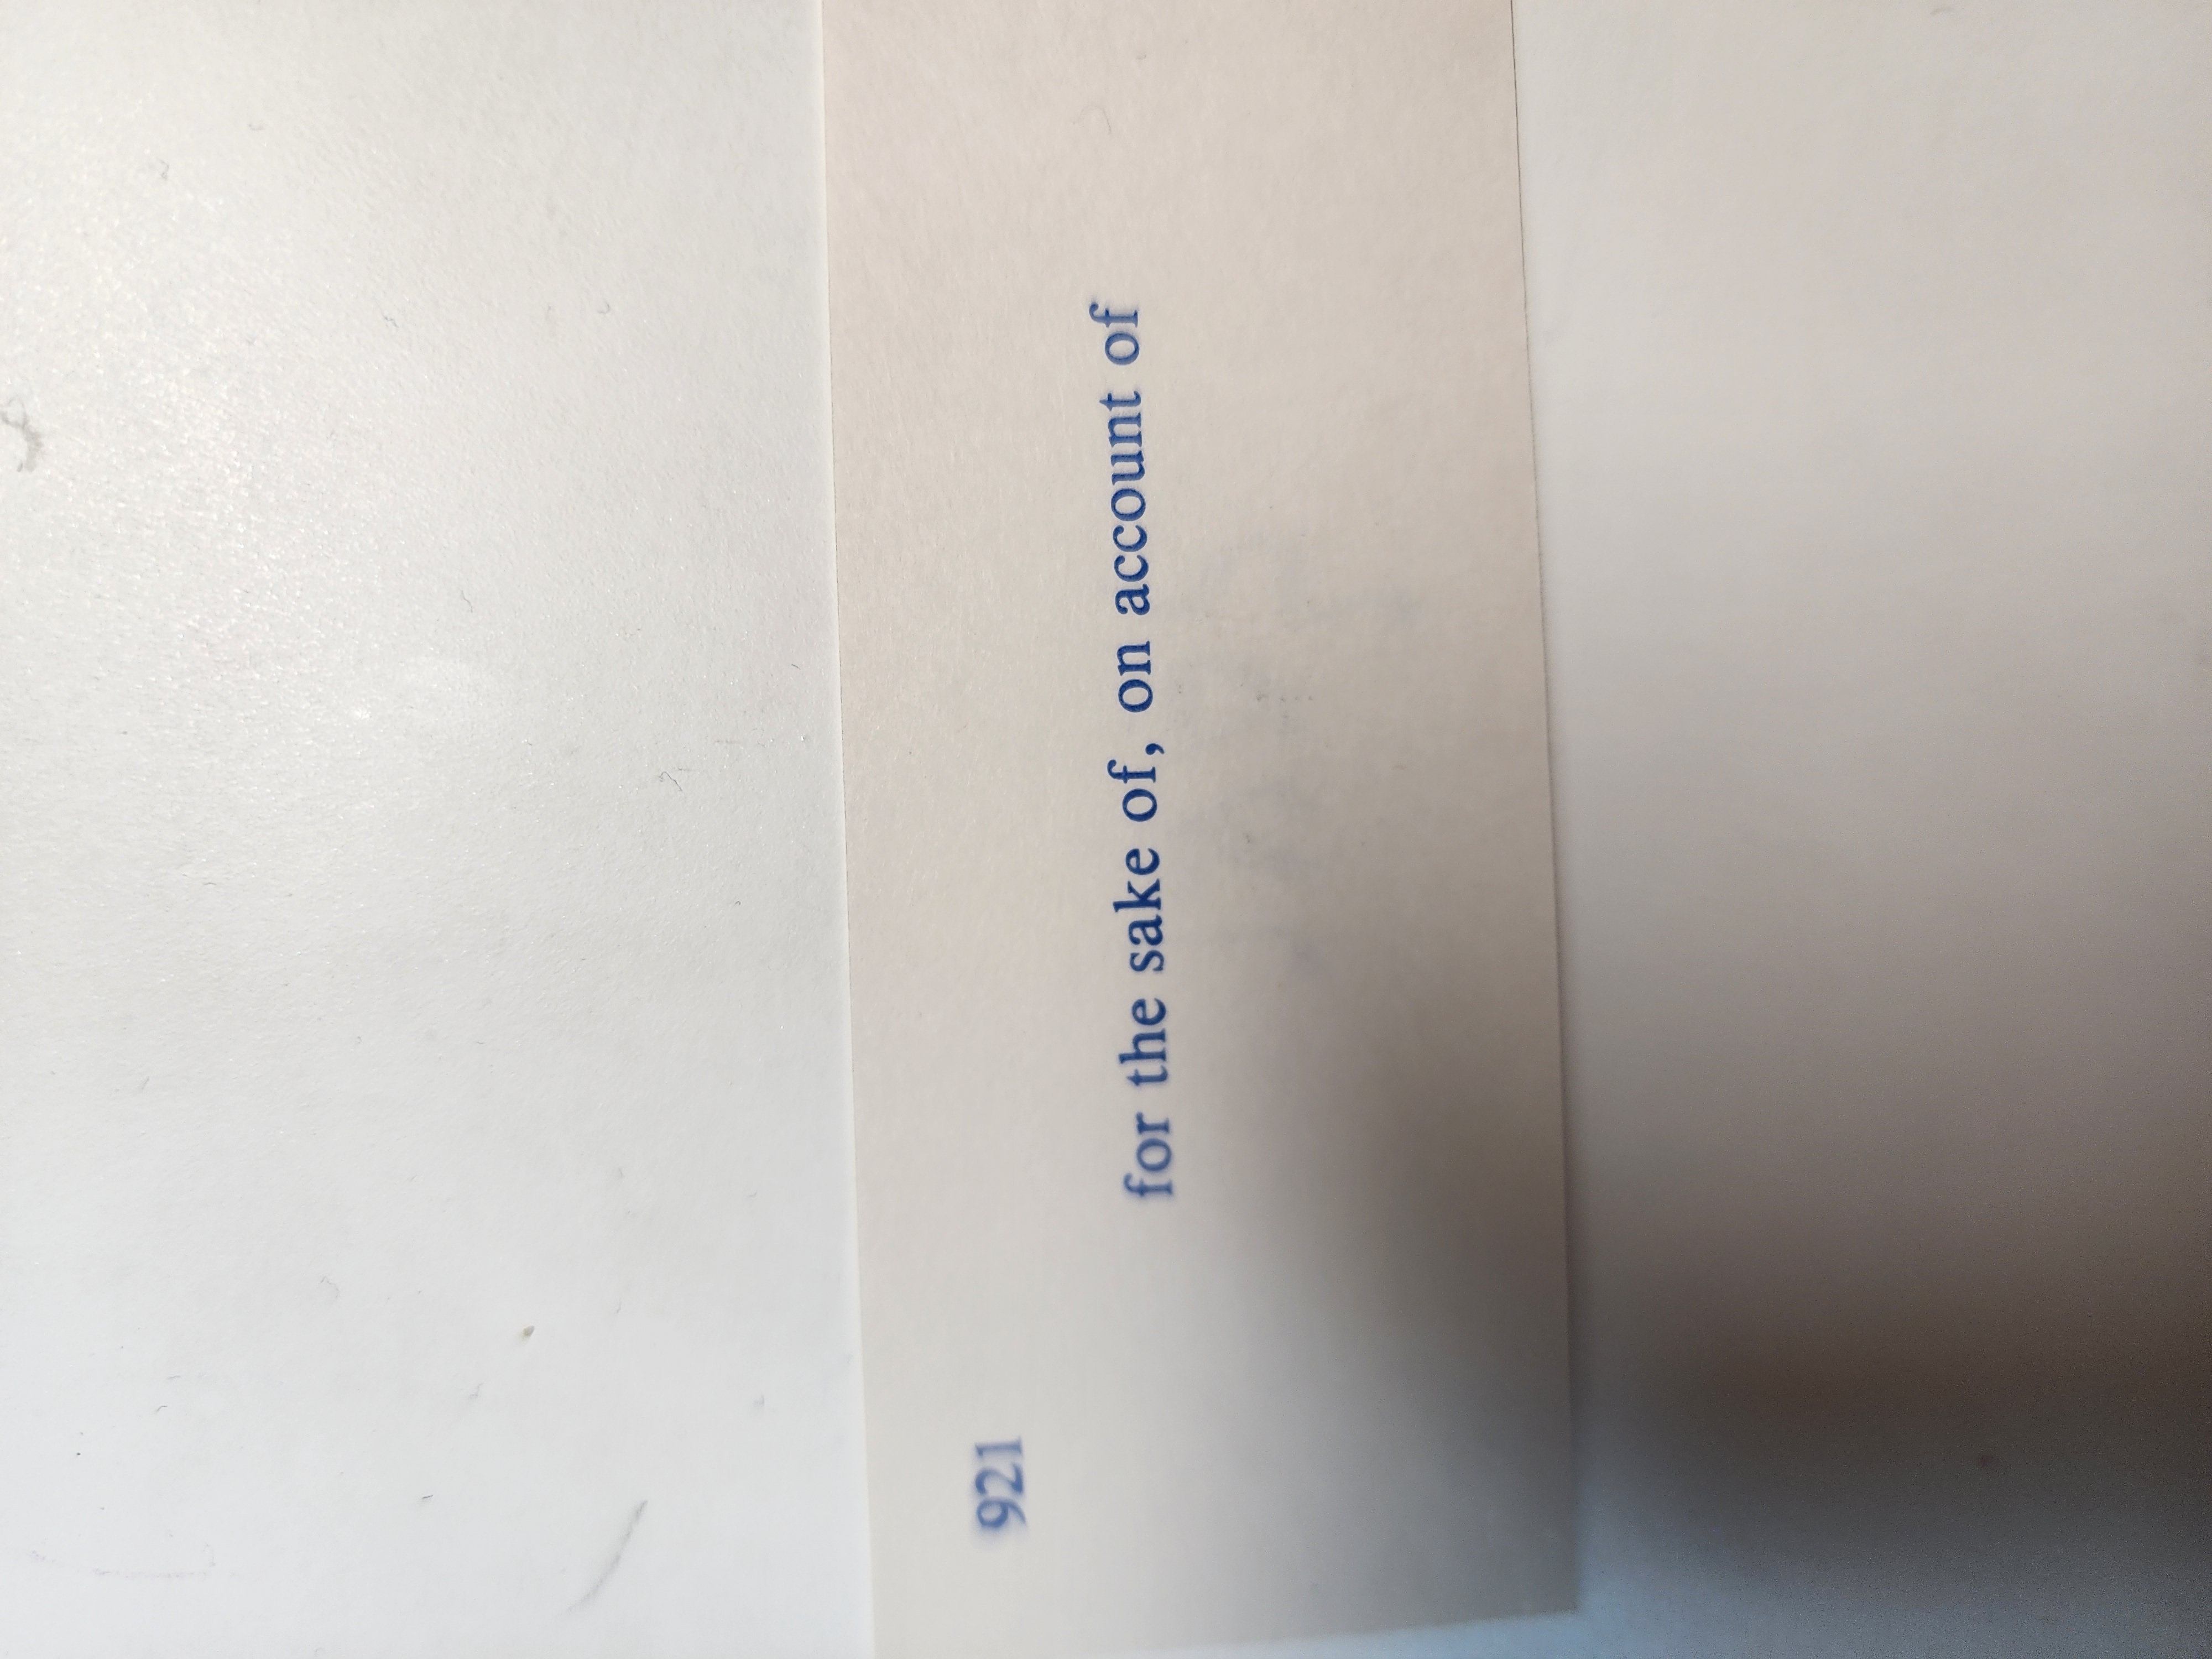 921
for the sake of, on account of